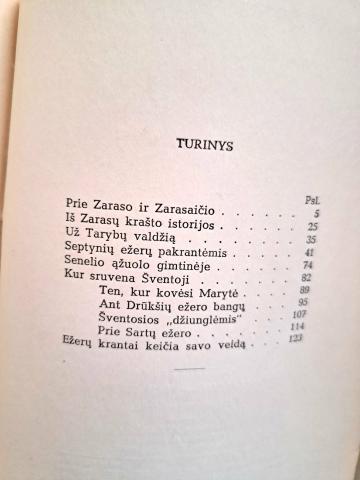 TURINYS
Psl.
Prie Zaraso ir Zarasaičio . . . . . . 5
Iš Zarasų krašto istorijos . . . . . . 25
Už Tarybų valdžią . . . . . . . 35
Septynių ežerų pakrantėmis . . . . . 41
Senelio ąžuolo gimtinėje . . . . . . 74
Kur sruvena Šventoji . . . . . . . 82
Ten, kur kovėsi Marytė . . . . . 89
Ant Drūkšių ežero bangų . . . . 95
Šventosios „džiunglėmis“ . . . . 107
Prie Sartų ežero . . . . . . 114
Ežerų krantai keičia savo veidą . . . . 123